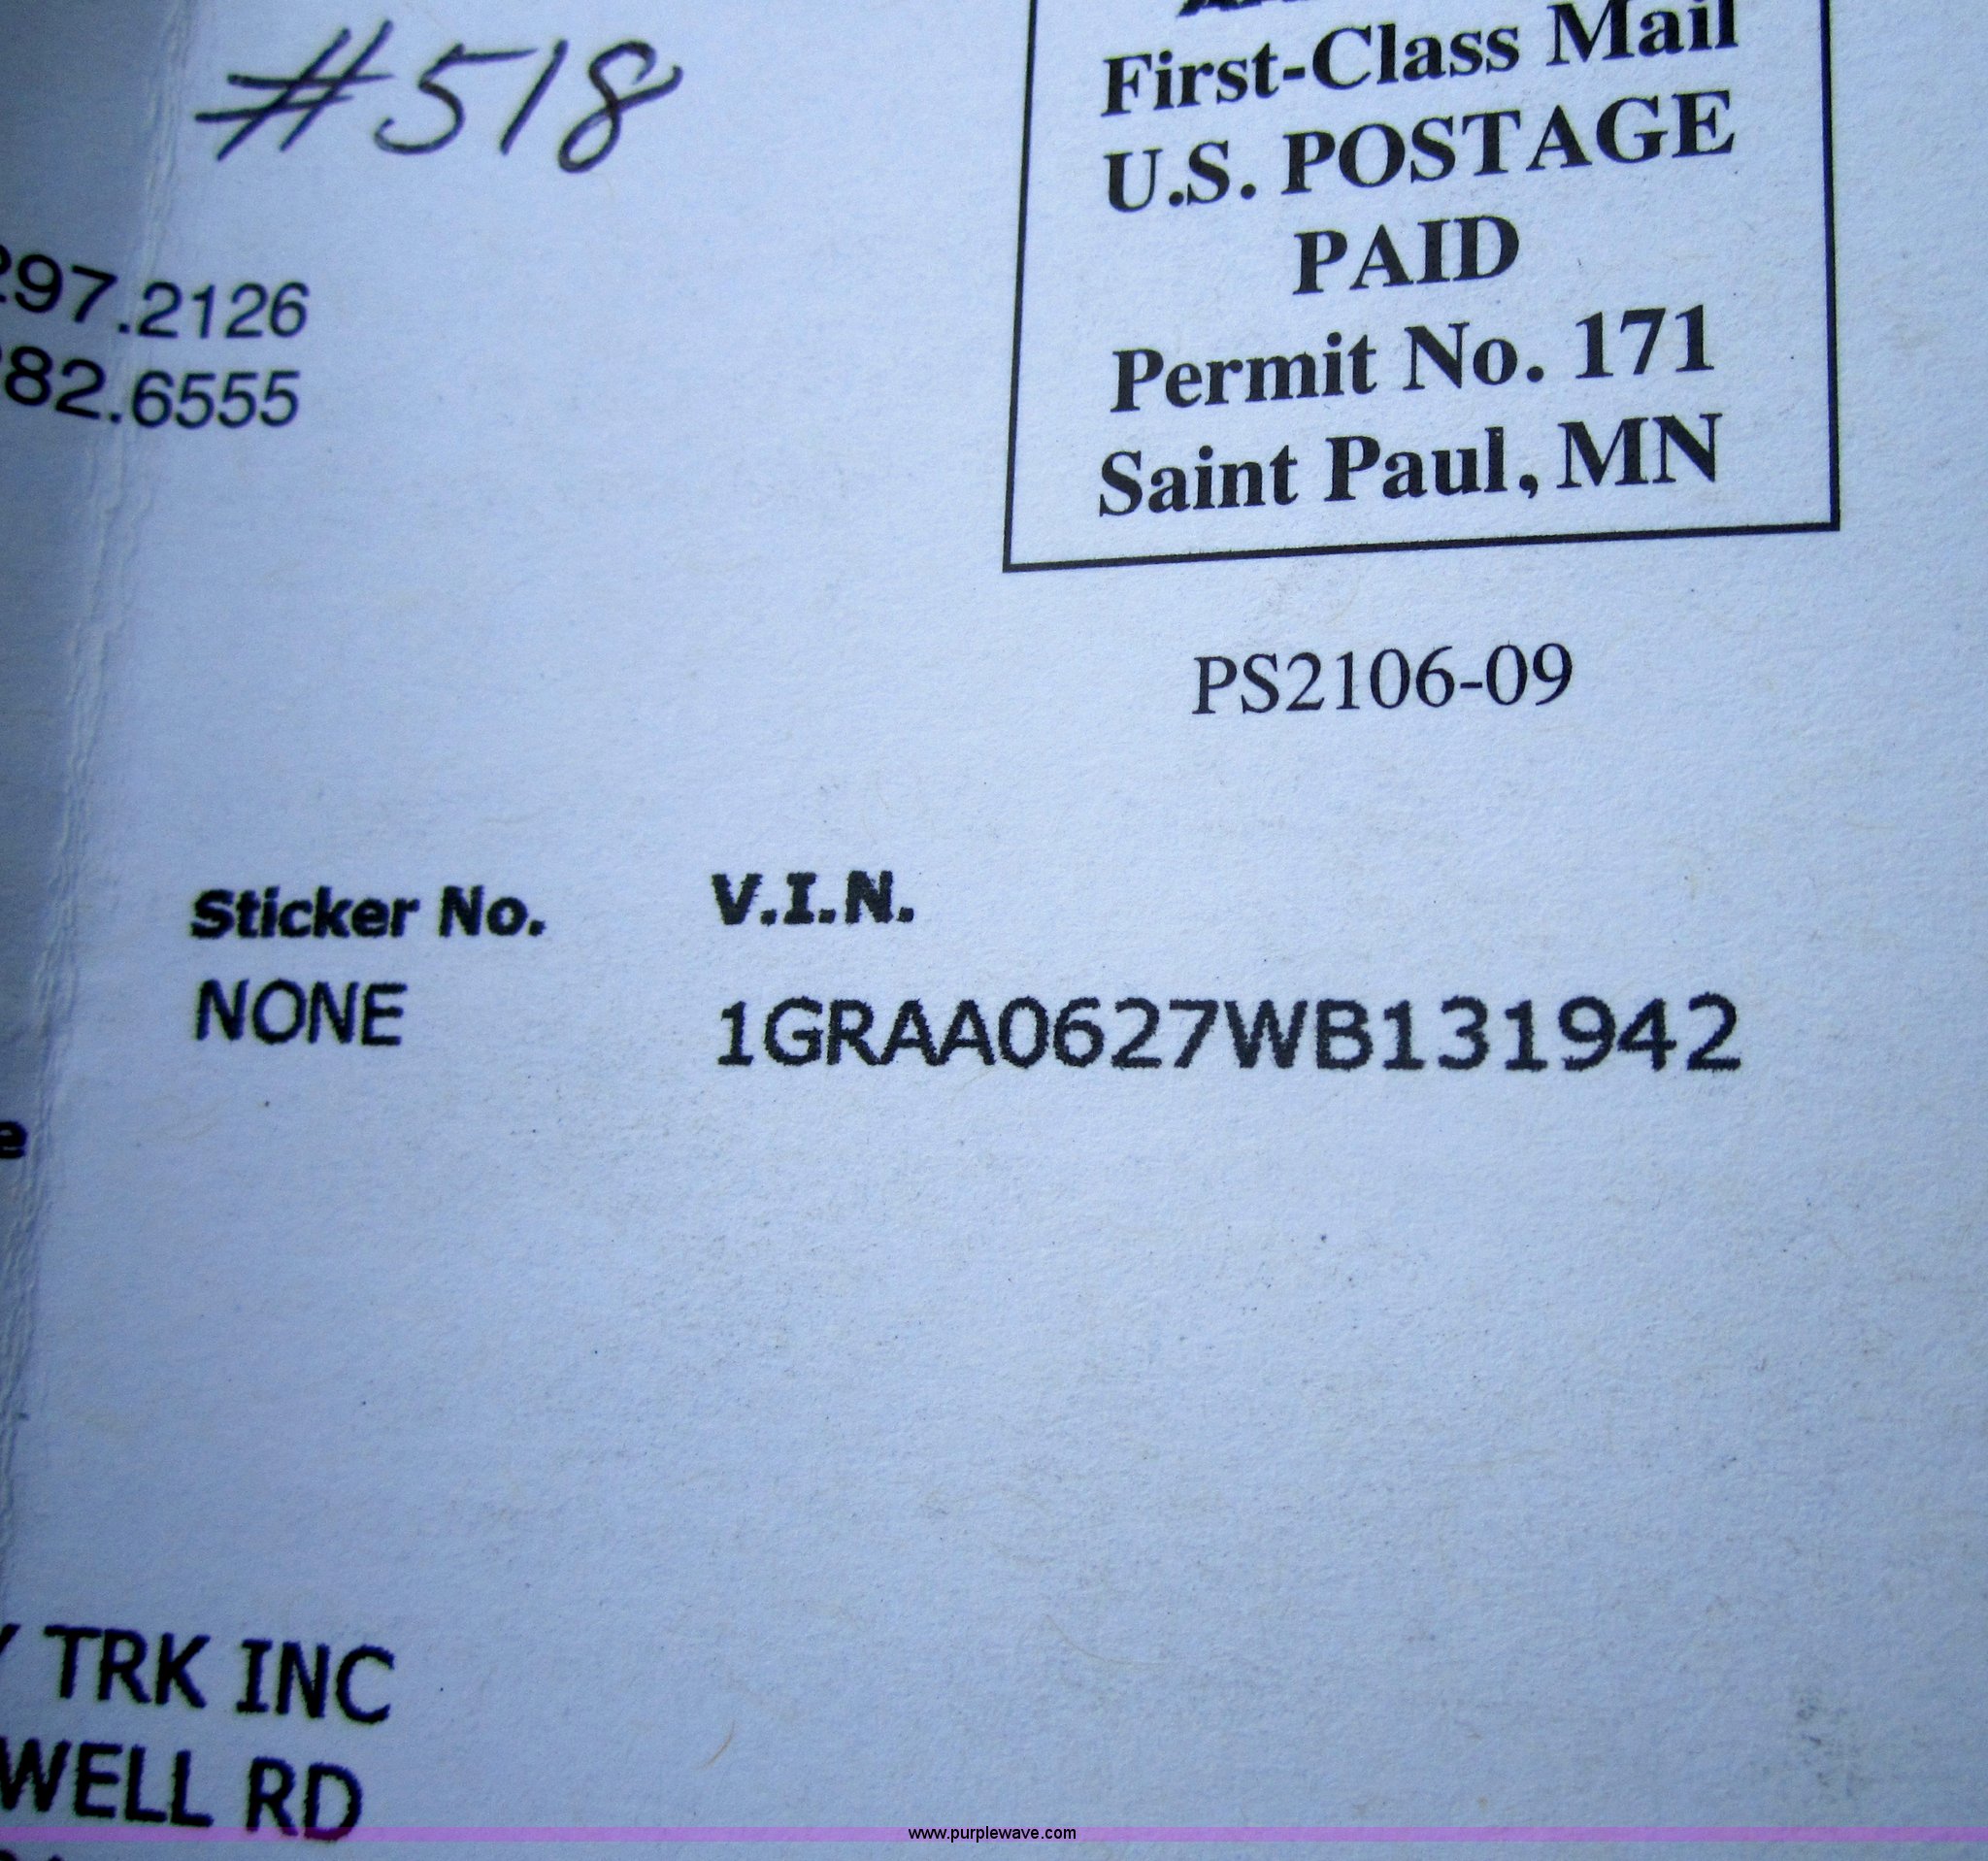 #518
First-Class Mail
U.S. POSTAGE
PAID
Permit No. 171
Saint Paul, MN
297.2126
82.6555
PS2106-09
Sticker No. V.I.N.
NONE 1GRAA0627WB131942
e
TRK INC
WELL RD
www.purplewave.com